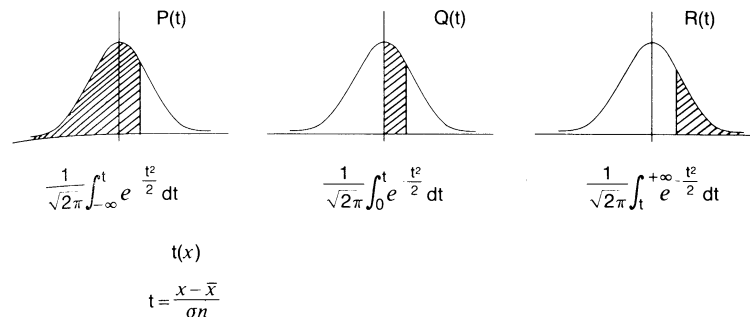 P(t) Q(t) R(t)
1/√2π ∫_{-∞}^{t} e^{t²/2} dt 1/√2π ∫_{0}^{t} e^{-t²/2} dt 1/√2π ∫_{t}^{+∞} e^{-t²/2} dt
t(x)
t = (x - x̄)/σn